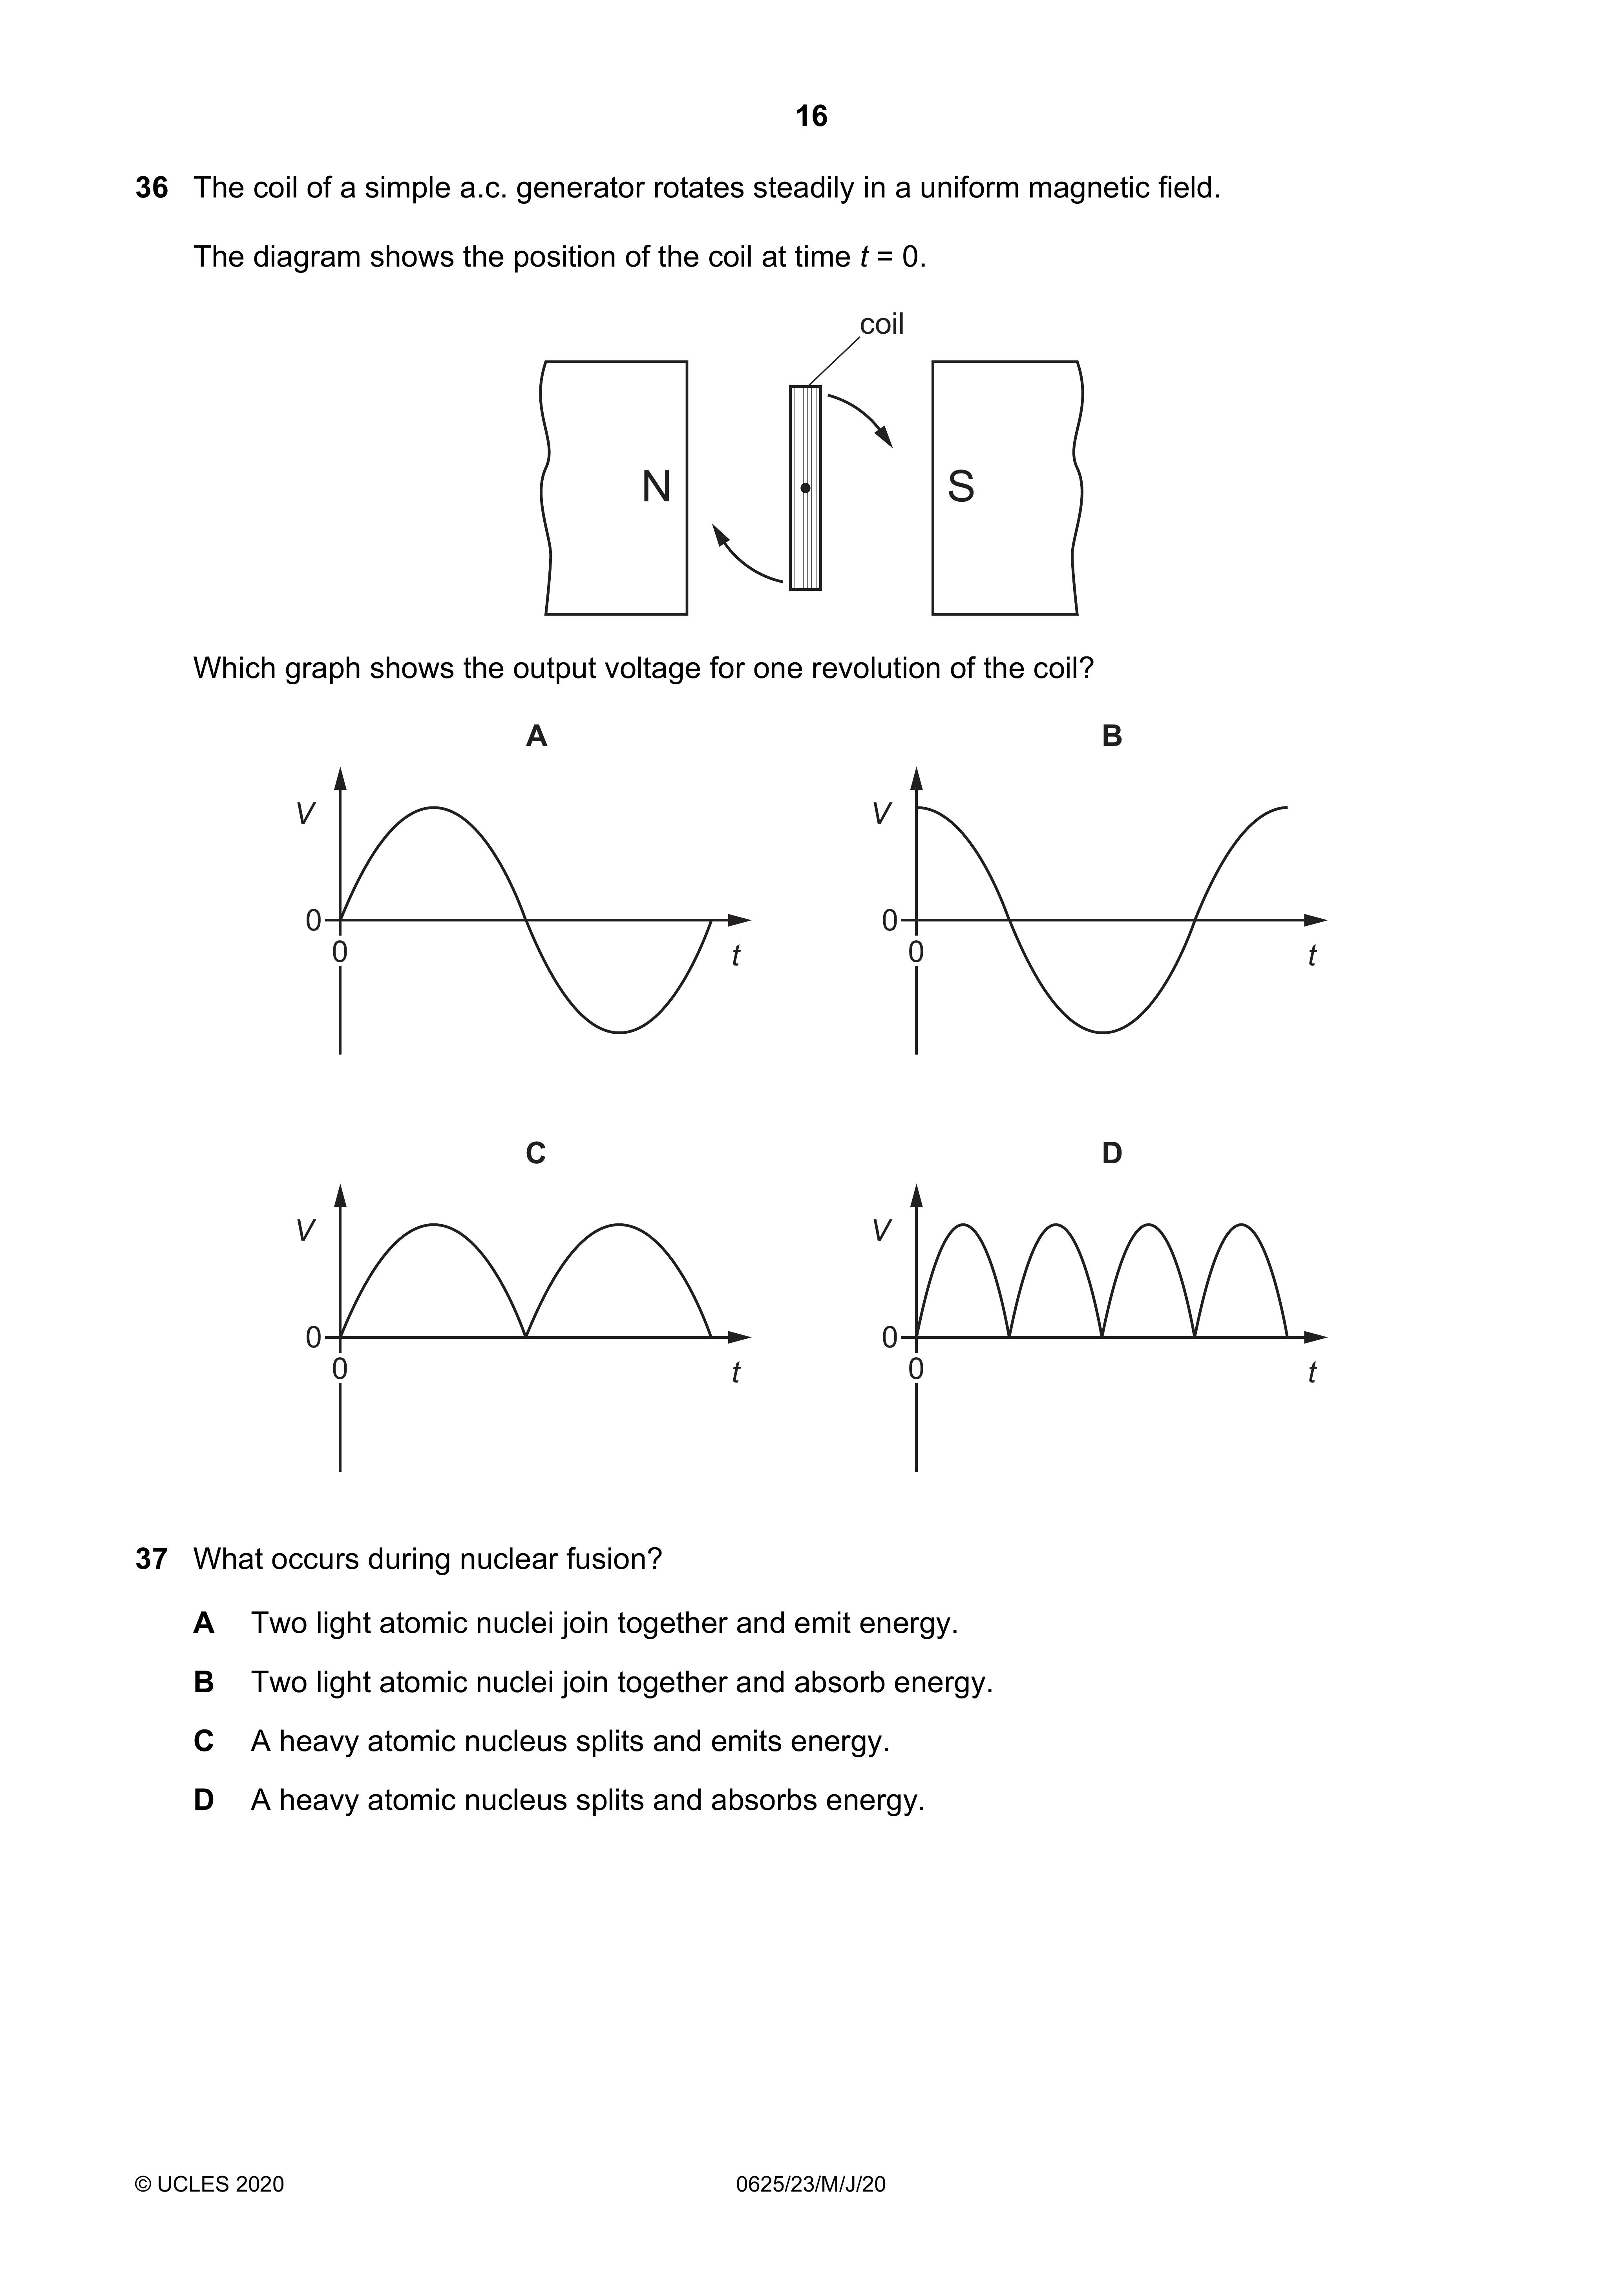 16
36 The coil of a simple a.c. generator rotates steadily in a uniform magnetic field.
The diagram shows the position of the coil at time t = 0.
coil
N
S
Which graph shows the output voltage for one revolution of the coil?
A
B
V
0
0
t
V
0
0
t
C
D
V
0
0
t
V
0
0
t
37 What occurs during nuclear fusion?
A Two light atomic nuclei join together and emit energy.
B Two light atomic nuclei join together and absorb energy.
C A heavy atomic nucleus splits and emits energy.
D A heavy atomic nucleus splits and absorbs energy.
© UCLES 2020 0625/23/M/J/20